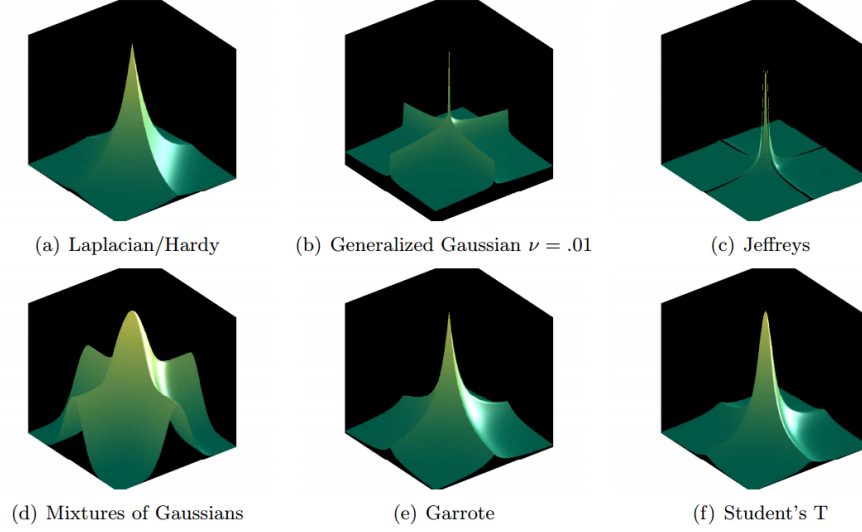 (a) Laplacian/Hardy
(b) Generalized Gaussian ν = .01
(c) Jeffreys
(d) Mixtures of Gaussians
(e) Garrote
(f) Student's T